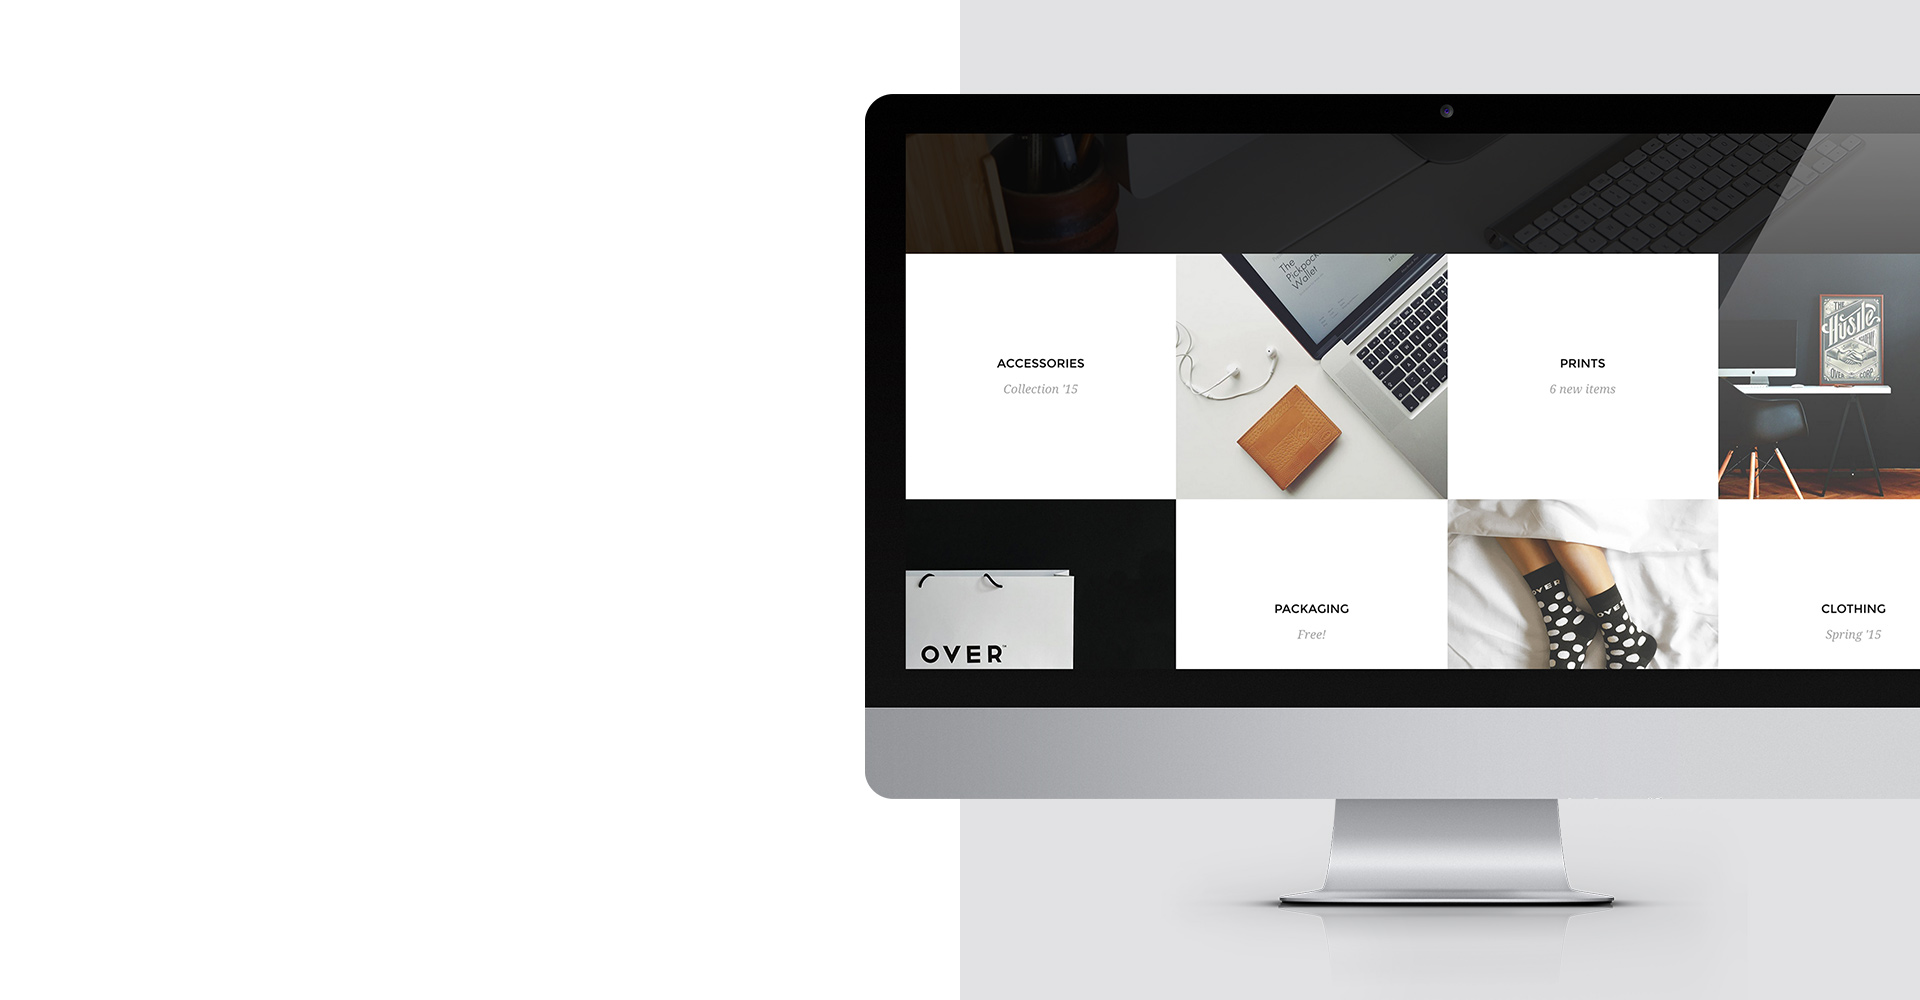 The
Pickpocket
Wallet
ACCESSORIES
Collection '15
PRINTS
6 new items
THE
Hustle
OVER CORP
OVER™
PACKAGING
Free!
OVER
OVER
CLOTHING
Spring '15